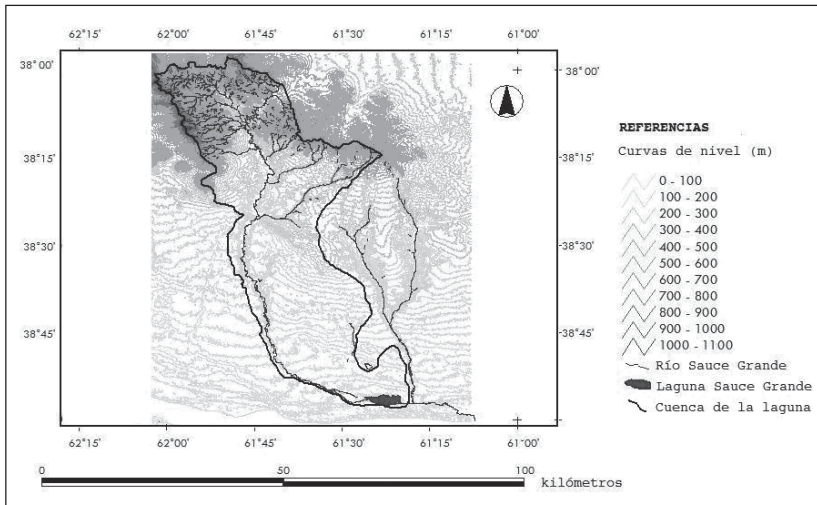 62°15' 62°00' 61°45' 61°30' 61°15' 61°00'
38°00' 38°00'
38°15' 38°15'
38°30' 38°30'
38°45' 38°45'
62°15' 62°00' 61°45' 61°30' 61°15' 61°00'
0 50 100
kilómetros
REFERENCIAS
Curvas de nivel (m)
0 - 100
100 - 200
200 - 300
300 - 400
400 - 500
500 - 600
600 - 700
700 - 800
800 - 900
900 - 1000
1000 - 1100
Río Sauce Grande
Laguna Sauce Grande
Cuenca de la laguna